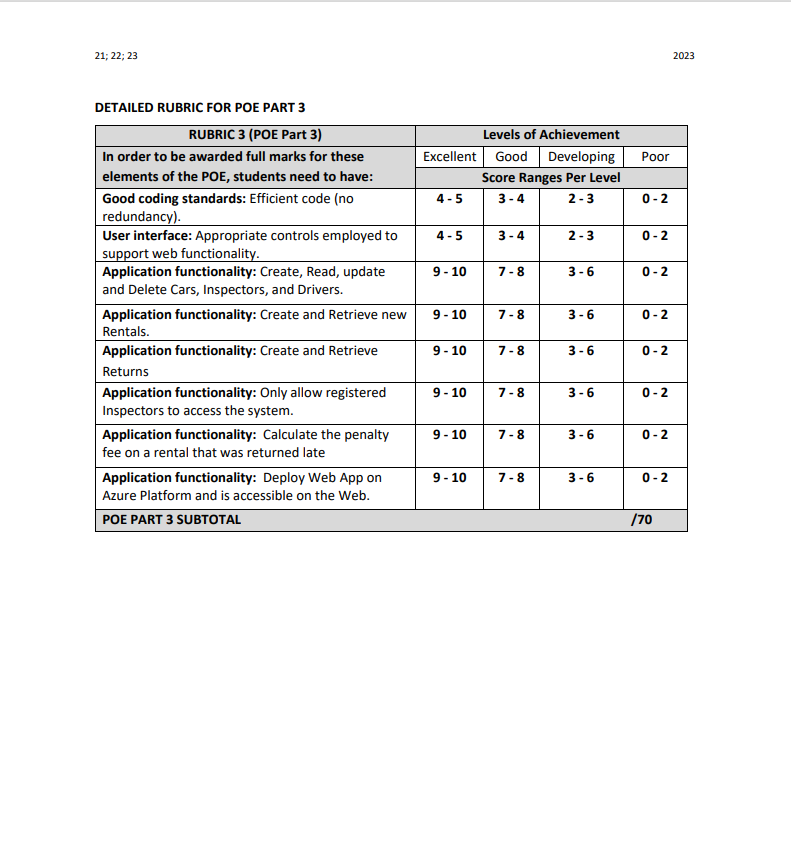 21; 22; 23 2023
DETAILED RUBRIC FOR POE PART 3
RUBRIC 3 (POE Part 3) Levels of Achievement
In order to be awarded full marks for these Excellent Good Developing Poor
elements of the POE, students need to have: Score Ranges Per Level
Good coding standards: Efficient code (no 4 - 5 3 - 4 2 - 3 0 - 2
redundancy).
User interface: Appropriate controls employed to 4 - 5 3 - 4 2 - 3 0 - 2
support web functionality.
Application functionality: Create, Read, update 9 - 10 7 - 8 3 - 6 0 - 2
and Delete Cars, Inspectors, and Drivers.
Application functionality: Create and Retrieve new 9 - 10 7 - 8 3 - 6 0 - 2
Rentals.
Application functionality: Create and Retrieve 9 - 10 7 - 8 3 - 6 0 - 2
Returns
Application functionality: Only allow registered 9 - 10 7 - 8 3 - 6 0 - 2
Inspectors to access the system.
Application functionality: Calculate the penalty 9 - 10 7 - 8 3 - 6 0 - 2
fee on a rental that was returned late
Application functionality: Deploy Web App on 9 - 10 7 - 8 3 - 6 0 - 2
Azure Platform and is accessible on the Web.
POE PART 3 SUBTOTAL /70